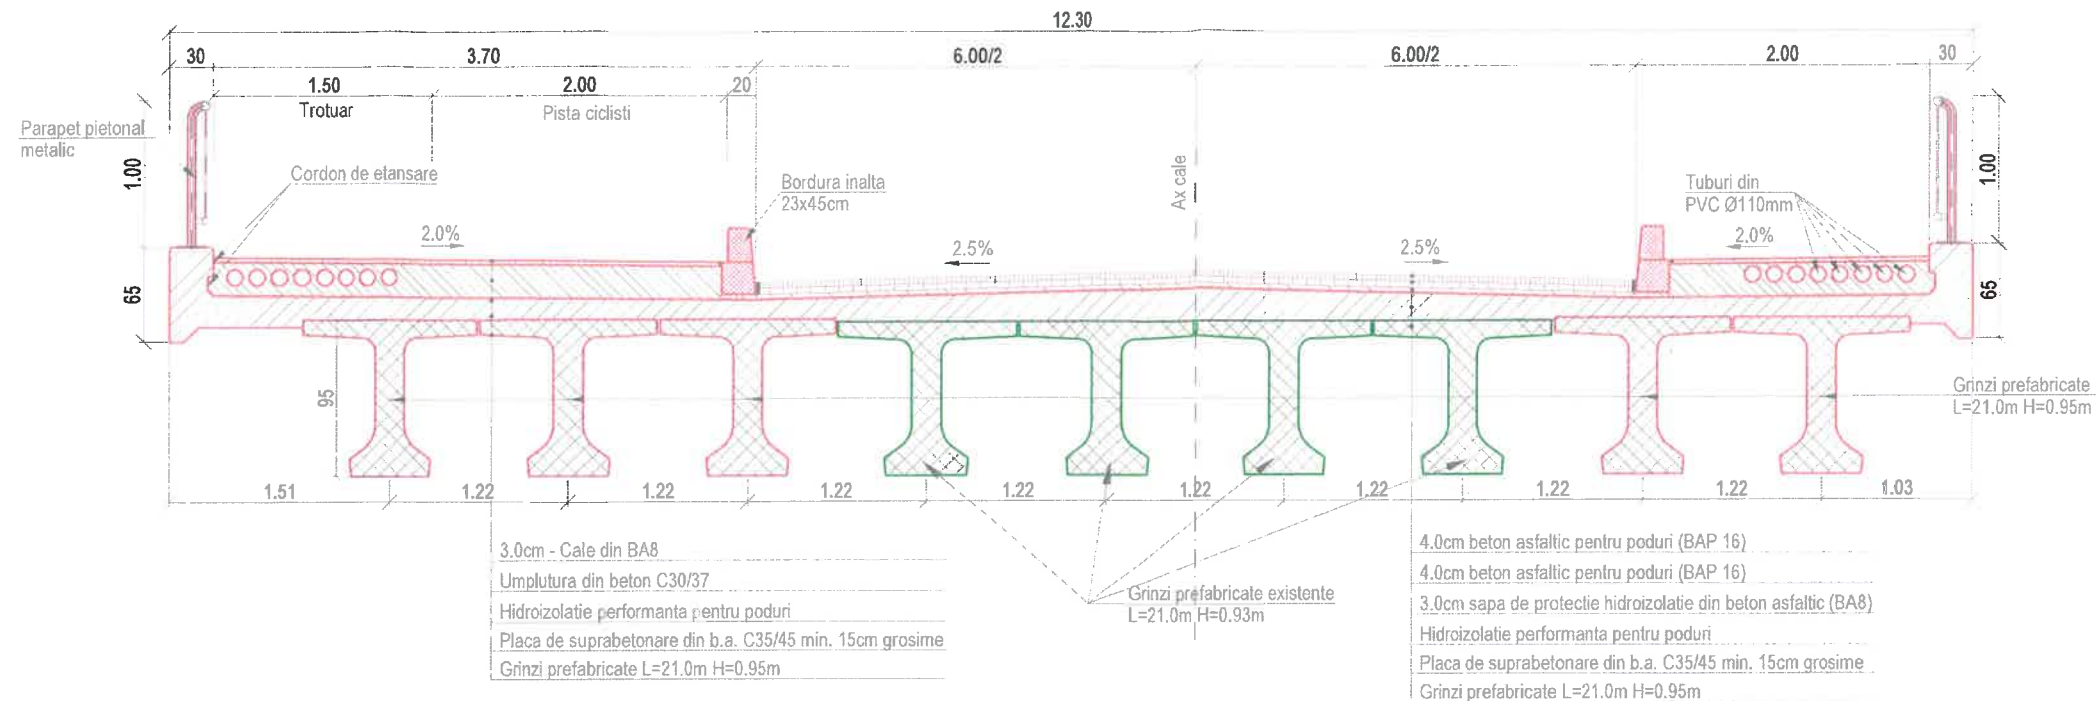 12.30
30
3.70
6.00/2
6.00/2
2.00
30
1.50
2.00
20
Trotuar
Pista ciclisti
Parapet pietonal
metalic
1.00
Cordon de etansare
Bordura inalta
23x45cm
Ax cale
Tuburi din
PVC Ø110mm
1.00
2.0%
2.5%
2.5%
2.0%
65
65
95
Grinzi prefabricate
L=21.0m H=0.95m
1.51
1.22
1.22
1.22
1.22
1.22
1.22
1.22
1.22
1.03
3.0cm - Cale din BA8
Umplutura din beton C30/37
Hidroizolatie performanta pentru poduri
Placa de suprabetonare din b.a. C35/45 min. 15cm grosime
Grinzi prefabricate L=21.0m H=0.95m
Grinzi prefabricate existente
L=21.0m H=0.93m
4.0cm beton asfaltic pentru poduri (BAP 16)
4.0cm beton asfaltic pentru poduri (BAP 16)
3.0cm sapa de protectie hidroizolatie din beton asfaltic (BA8)
Hidroizolatie performanta pentru poduri
Placa de suprabetonare din b.a. C35/45 min. 15cm grosime
Grinzi prefabricate L=21.0m H=0.95m